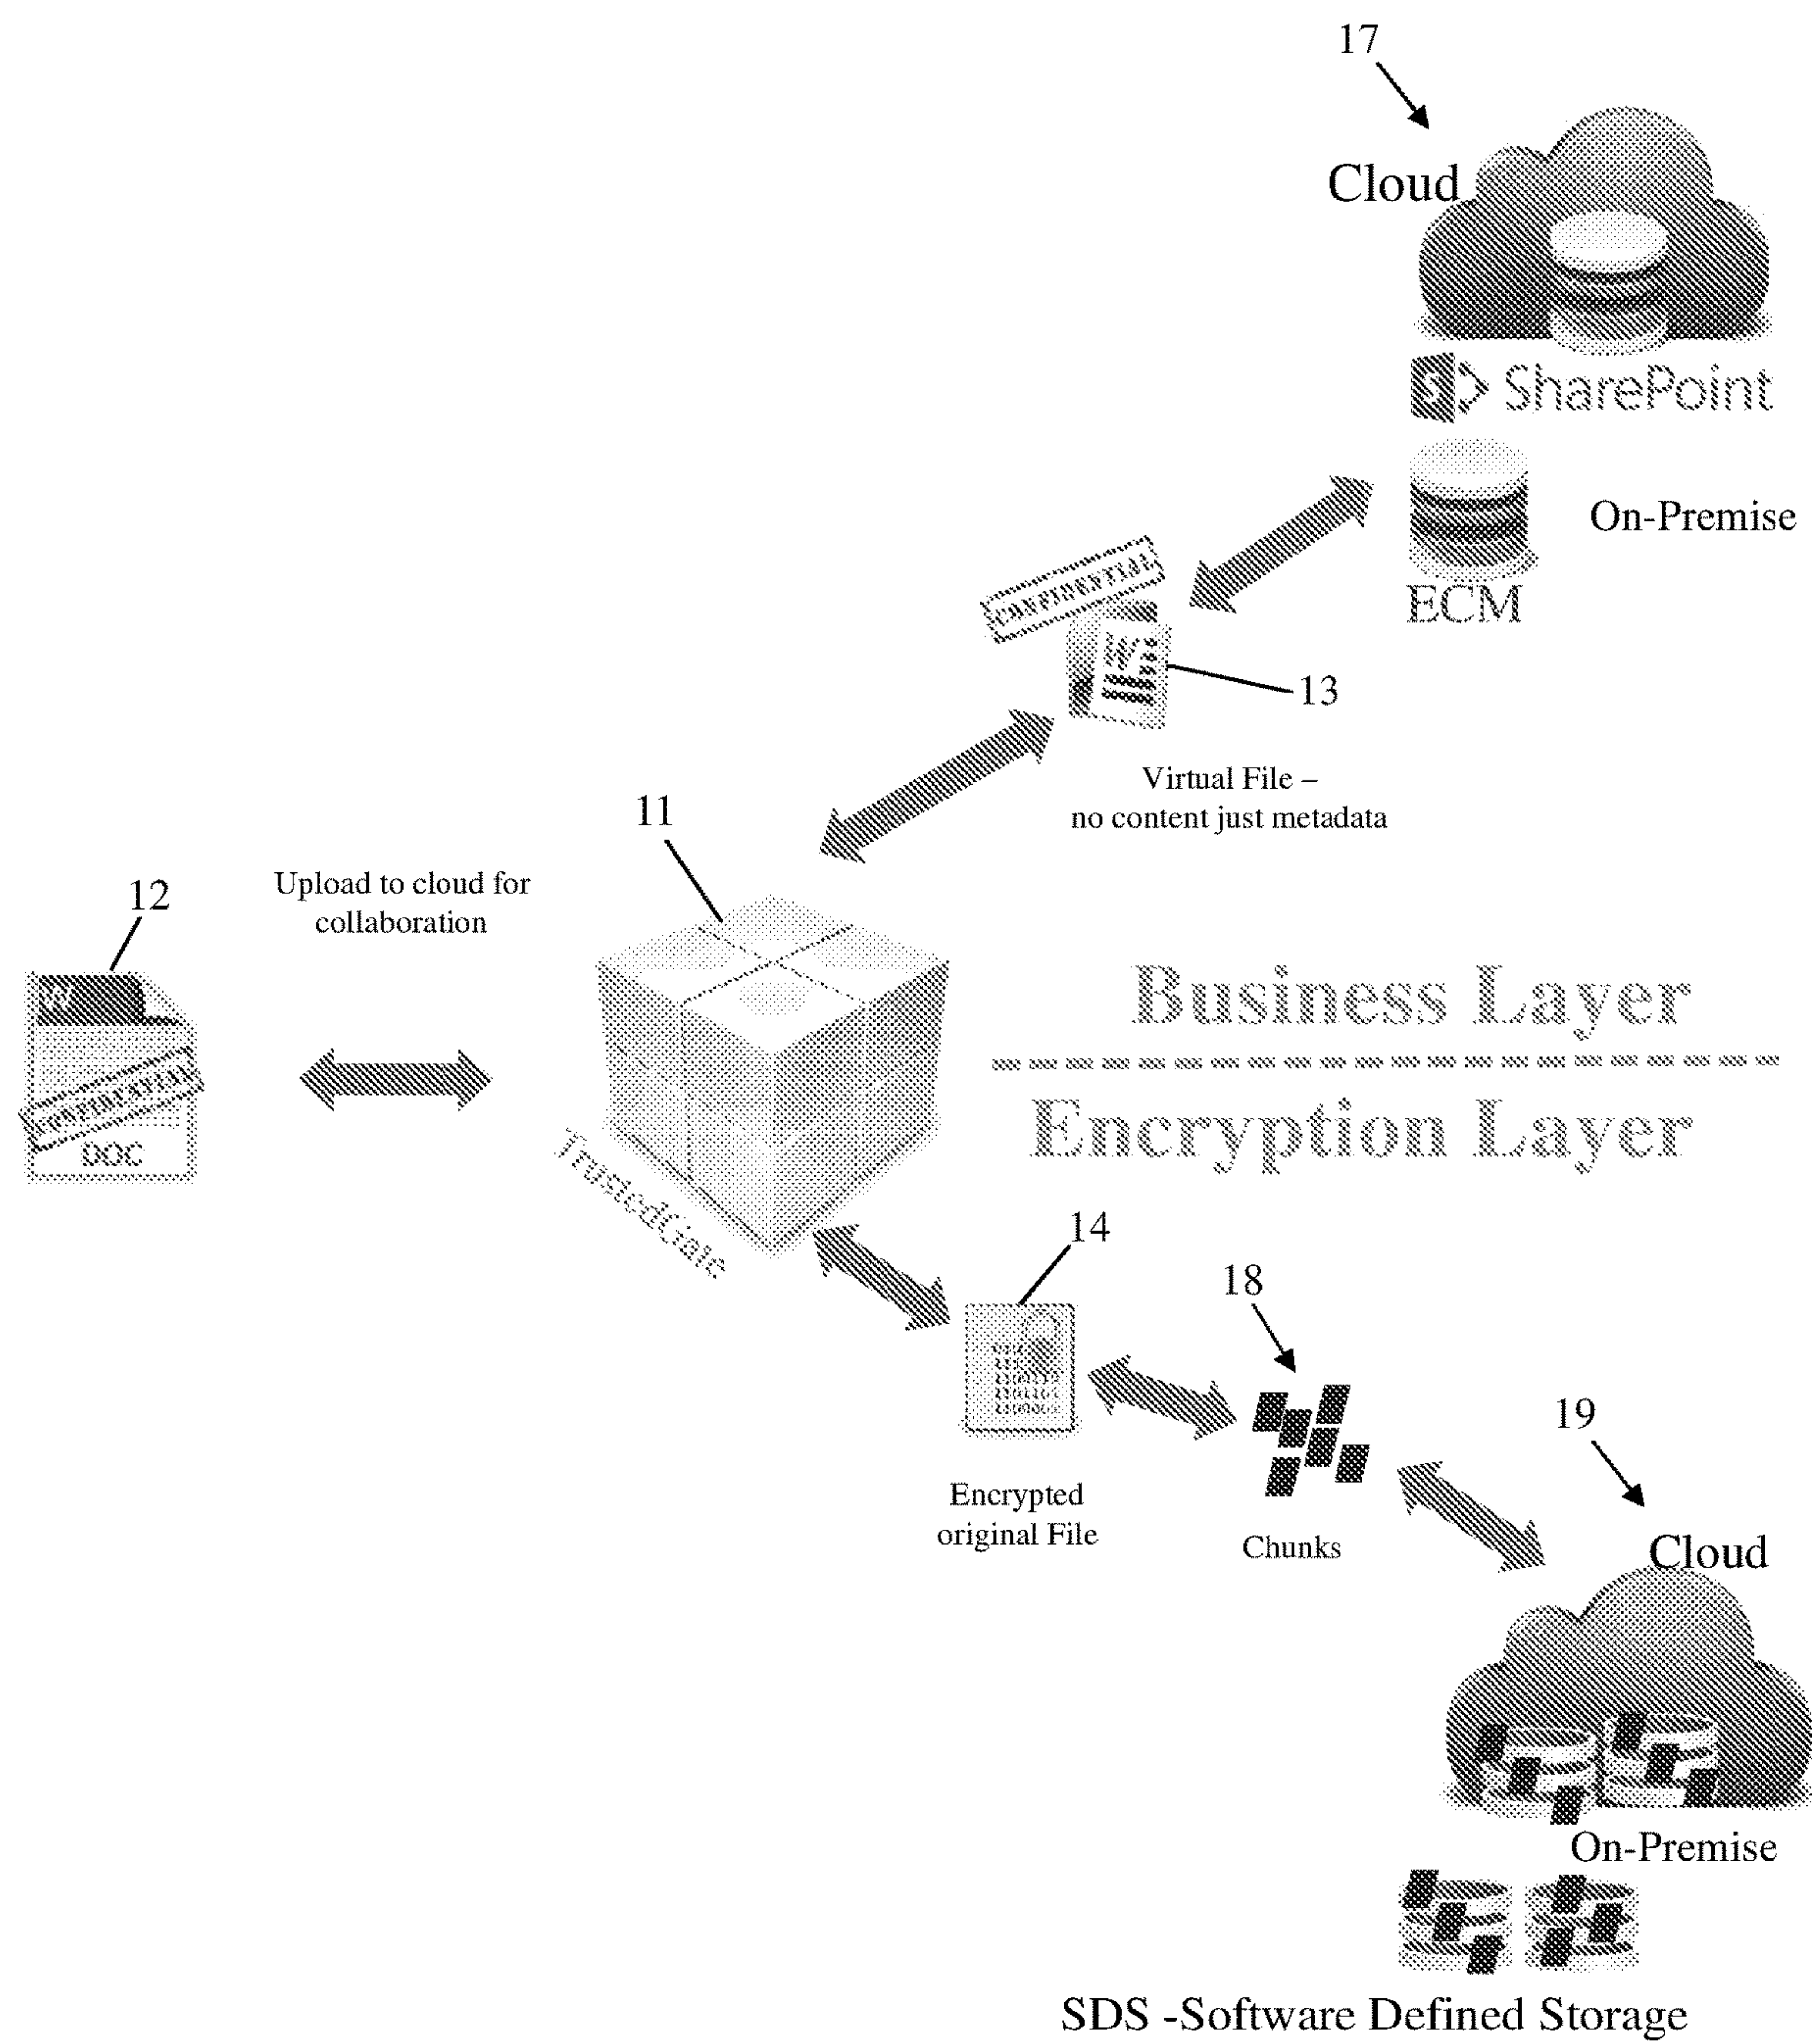 17
Cloud
SharePoint
On-Premise
ECM
CONFIDENTIAL
13
Virtual File –
no content just metadata
11
12
Upload to cloud for
collaboration
W
CONFIDENTIAL
DOC
Business Layer
Encryption Layer
TrustedGate
14
18
19
Encrypted
original File
Chunks
Cloud
On-Premise
SDS -Software Defined Storage